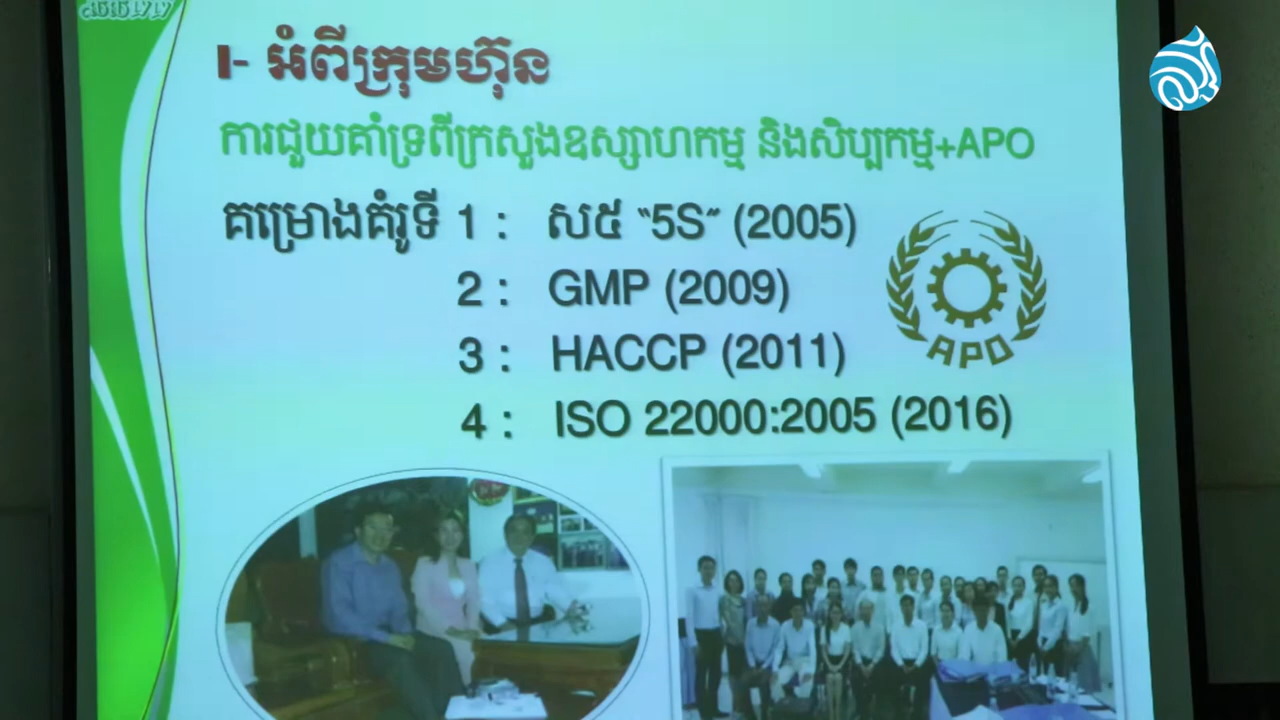 I- អំពីក្រុមហ៊ុន
ការជួយគាំទ្រពីក្រសួងឧស្សាហកម្ម និងសិប្បកម្ម+APO
គម្រោងគំរូទី 1 : ស៥ "5S" (2005)
2 : GMP (2009)
3 : HACCP (2011)
4 : ISO 22000:2005 (2016)
APO